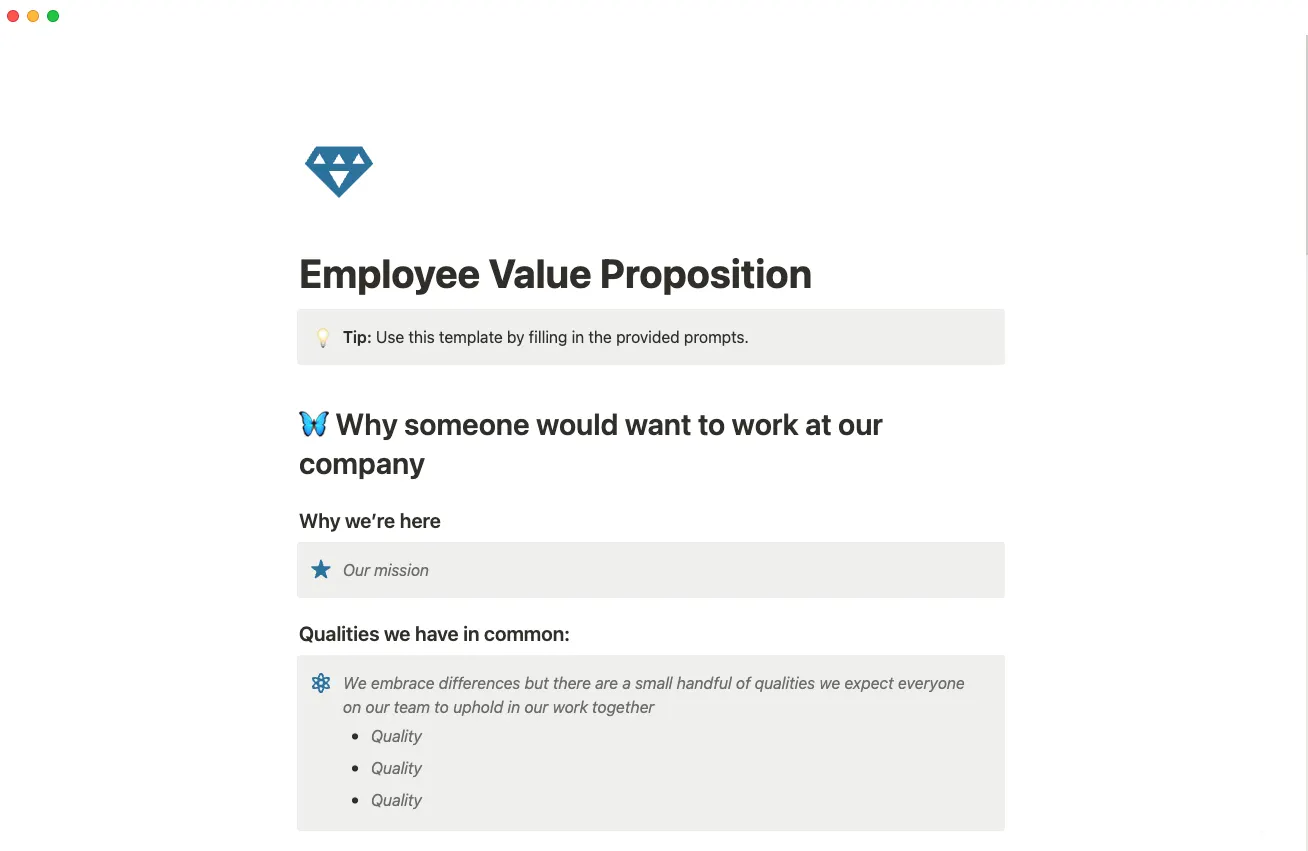 Employee Value Proposition
Tip: Use this template by filling in the provided prompts.
Why someone would want to work at our
company
Why we’re here
Our mission
Qualities we have in common:
We embrace differences but there are a small handful of qualities we expect everyone
on our team to uphold in our work together
Quality
Quality
Quality